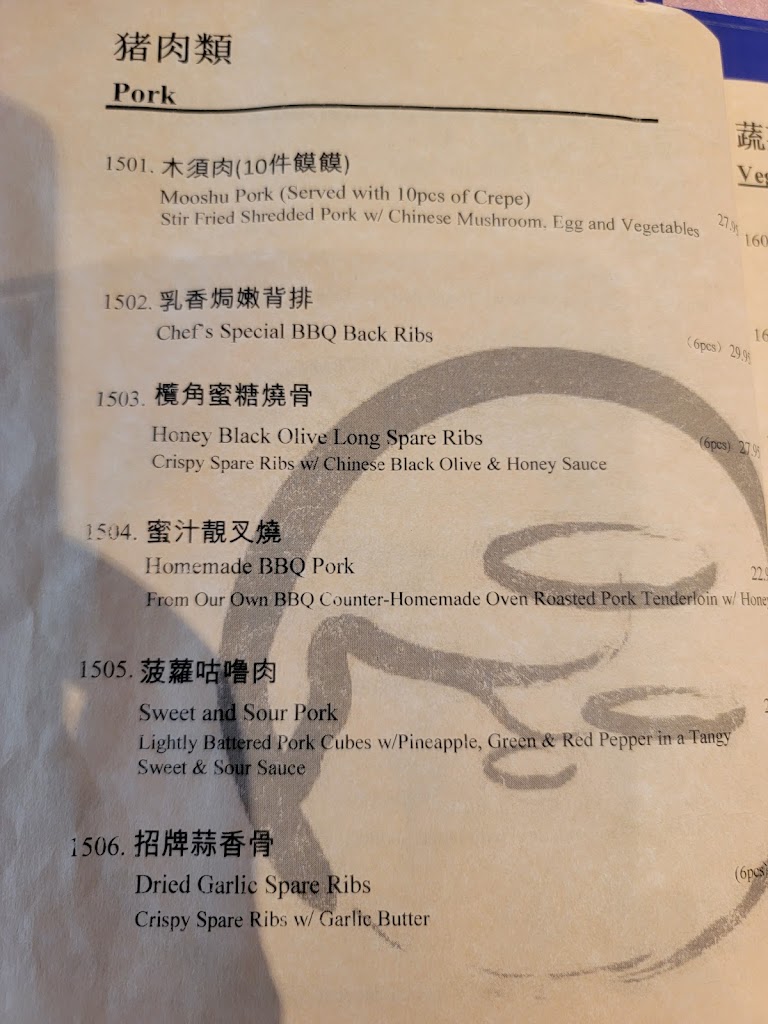 猪肉類
Pork
1501. 木須肉(10件饃饃)
Mooshu Pork (Served with 10pcs of Crepe)
Stir Fried Shredded Pork w/ Chinese Mushroom, Egg and Vegetables
1502. 乳香焗嫩背排
Chef's Special BBQ Back Ribs
(6pcs) 29.95
1503. 欖角蜜糖燒骨
Honey Black Olive Long Spare Ribs
(6pcs) 27.95
Crispy Spare Ribs w/ Chinese Black Olive & Honey Sauce
1504. 蜜汁靚叉燒
Homemade BBQ Pork
From Our Own BBQ Counter-Homemade Oven Roasted Pork Tenderloin w/
1505. 菠蘿咕嚕肉
Sweet and Sour Pork
Lightly Battered Pork Cubes w/Pineapple, Green & Red Pepper in a Tangy
Sweet & Sour Sauce
1506. 招牌蒜香骨
Dried Garlic Spare Ribs
(6pcs)
Crispy Spare Ribs w/ Garlic Butter
蔬